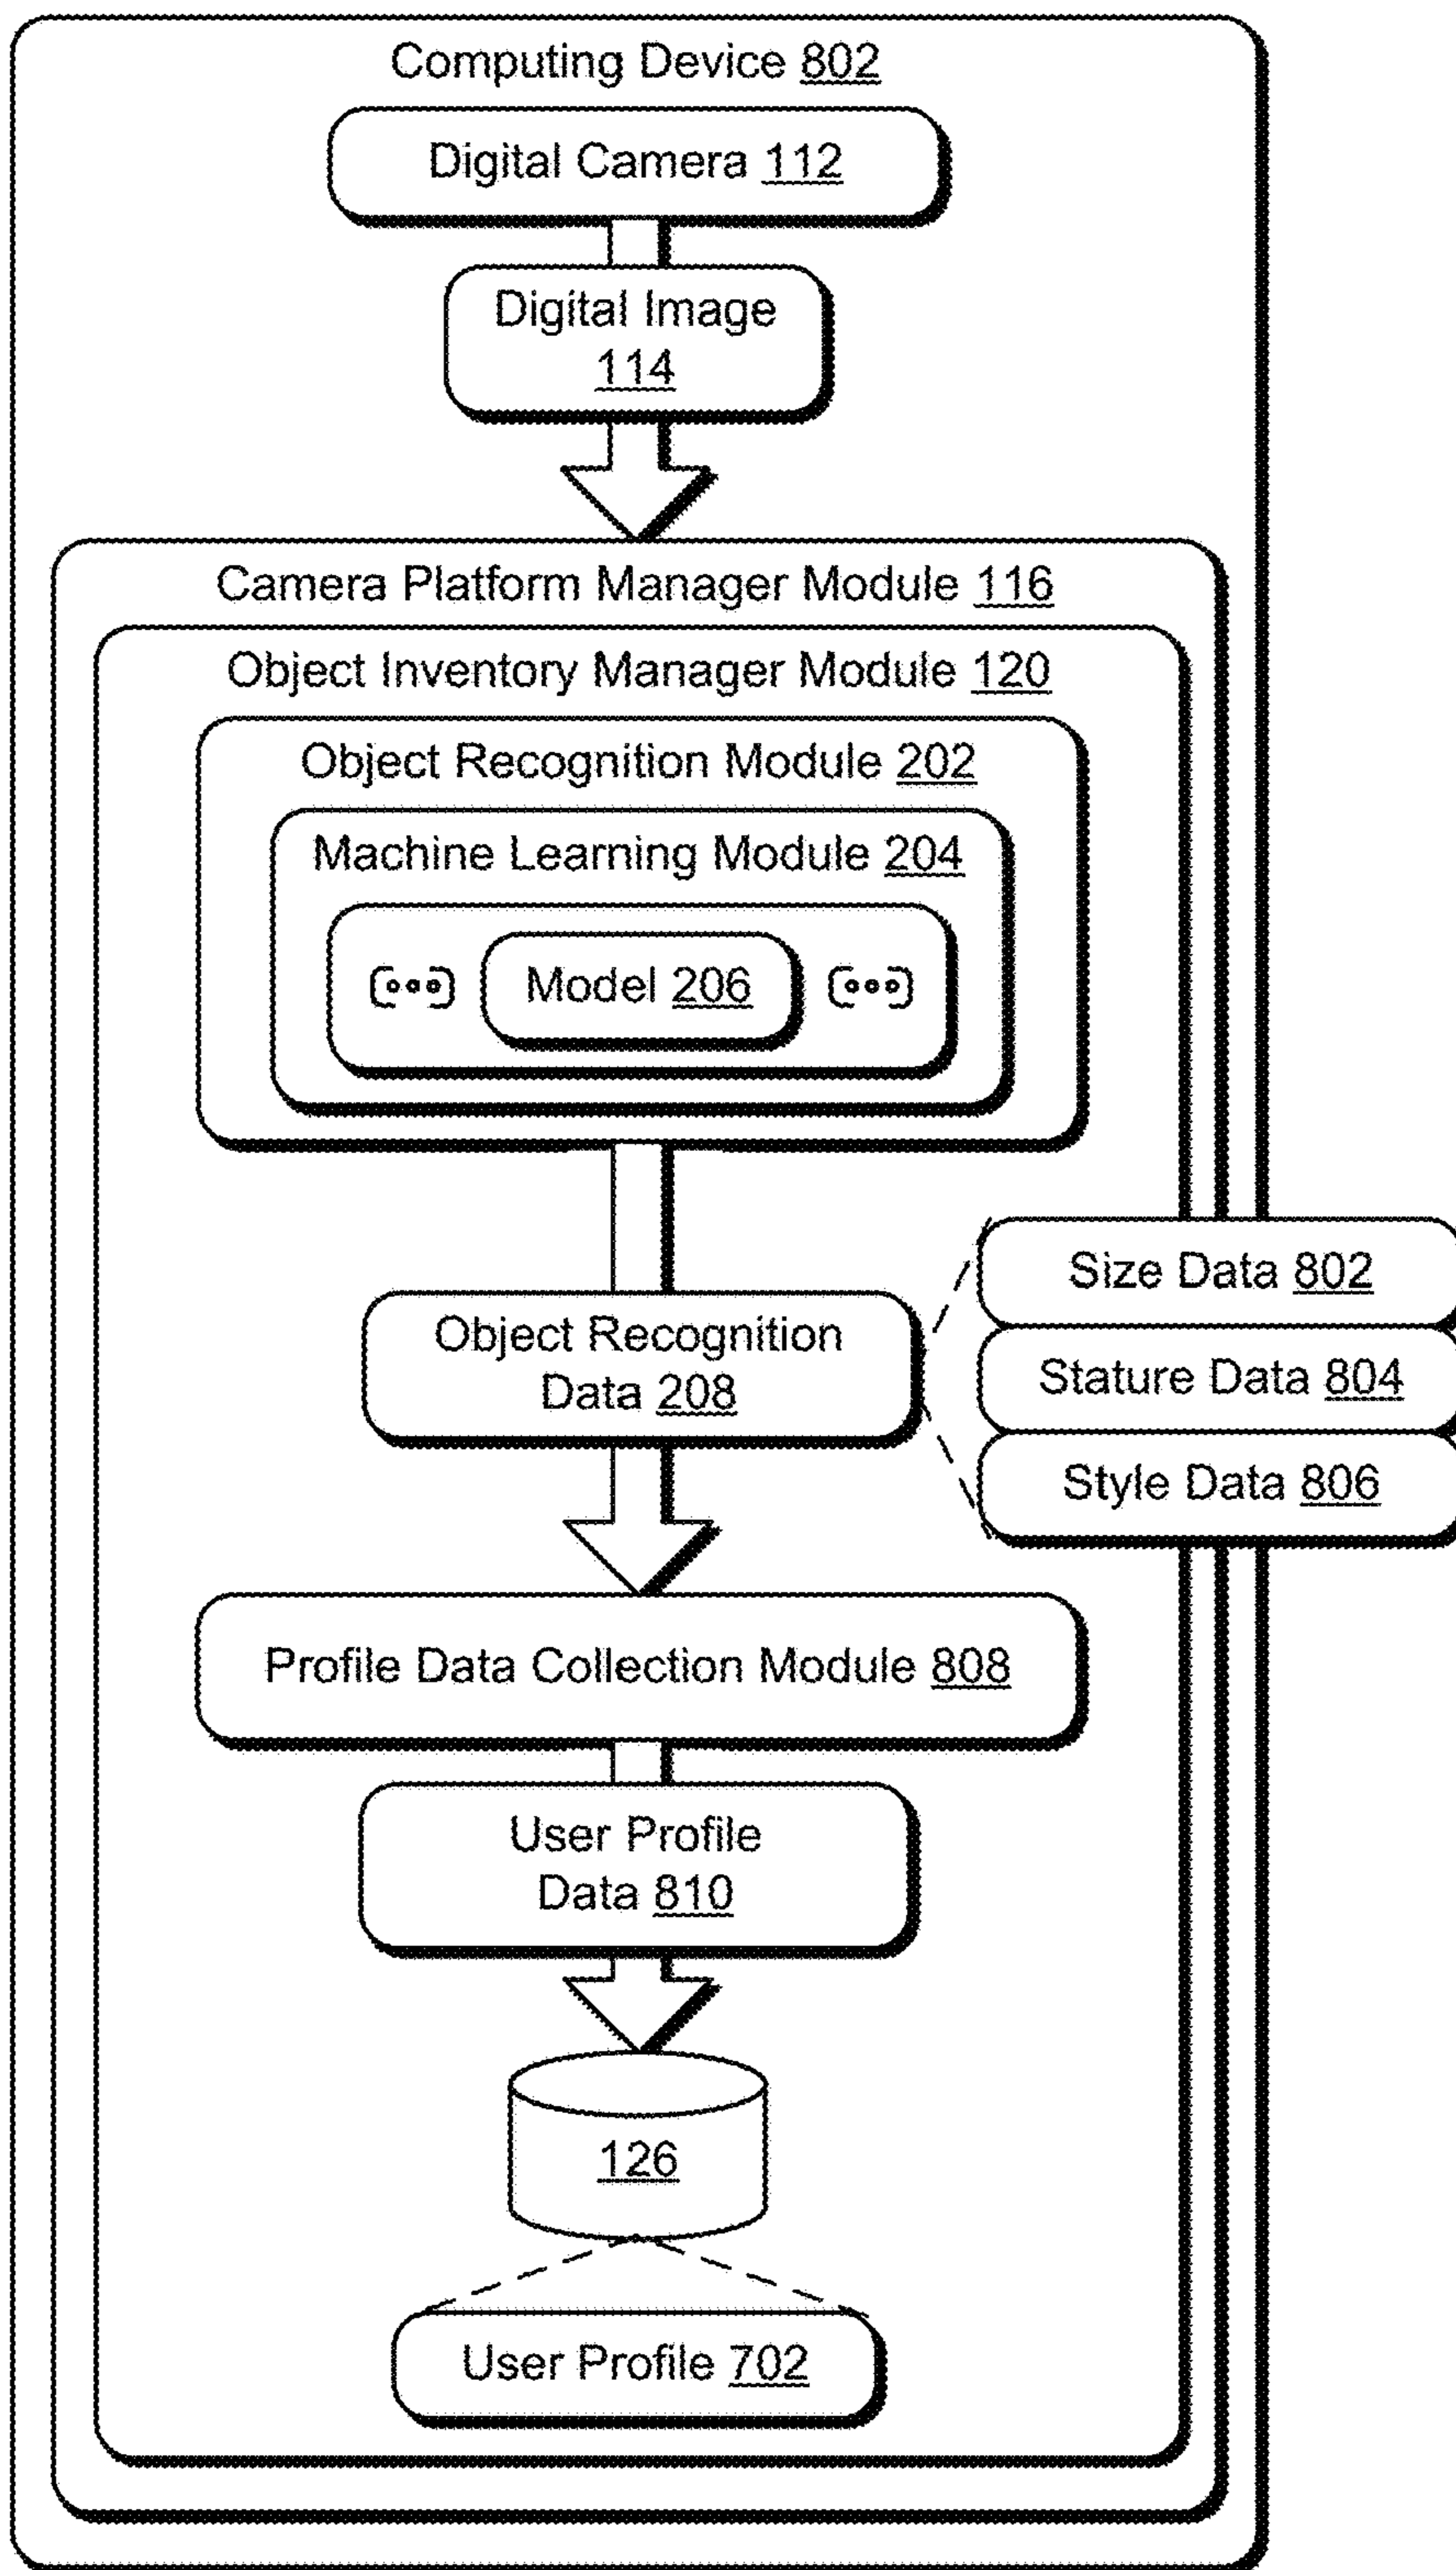 Computing Device 802
Digital Camera 112
Digital Image
114
Camera Platform Manager Module 116
Object Inventory Manager Module 120
Object Recognition Module 202
Machine Learning Module 204
Model 206
Object Recognition
Data 208
Size Data 802
Stature Data 804
Style Data 806
Profile Data Collection Module 808
User Profile
Data 810
126
User Profile 702